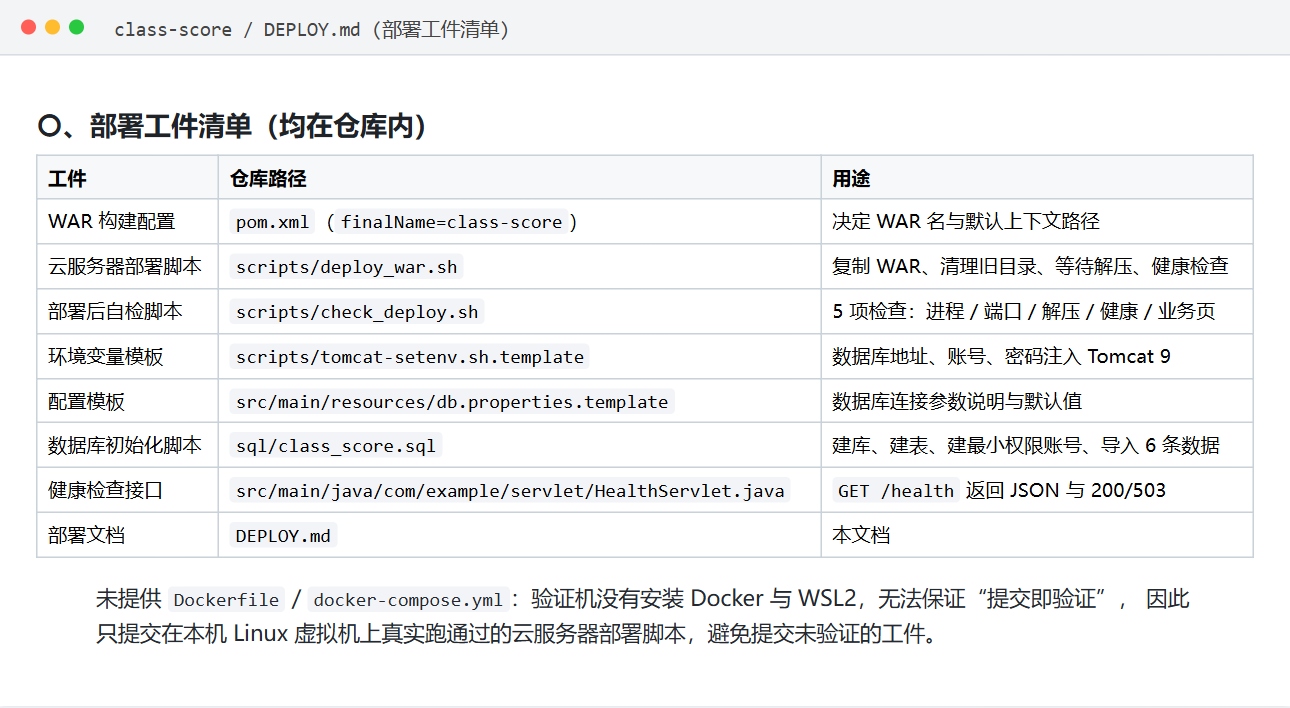 class-score / DEPLOY.md（部署工件清单）
〇、部署工件清单（均在仓库内）
工件 仓库路径 用途
WAR 构建配置 pom.xml （finalName=class-score） 决定 WAR 名与默认上下文路径
云服务器部署脚本 scripts/deploy_war.sh 复制 WAR、清理旧目录、等待解压、健康检查
部署后自检脚本 scripts/check_deploy.sh 5 项检查：进程 / 端口 / 解压 / 健康 / 业务页
环境变量模板 scripts/tomcat-setenv.sh.template 数据库地址、账号、密码注入 Tomcat 9
配置模板 src/main/resources/db.properties.template 数据库连接参数说明与默认值
数据库初始化脚本 sql/class_score.sql 建库、建表、建最小权限账号、导入 6 条数据
健康检查接口 src/main/java/com/example/servlet/HealthServlet.java GET /health 返回 JSON 与 200/503
部署文档 DEPLOY.md 本文档
未提供 Dockerfile / docker-compose.yml：验证机没有安装 Docker 与 WSL2，无法保证“提交即验证”， 因此
只提交在本机 Linux 虚拟机上真实跑通过的云服务器部署脚本，避免提交未验证的工件。